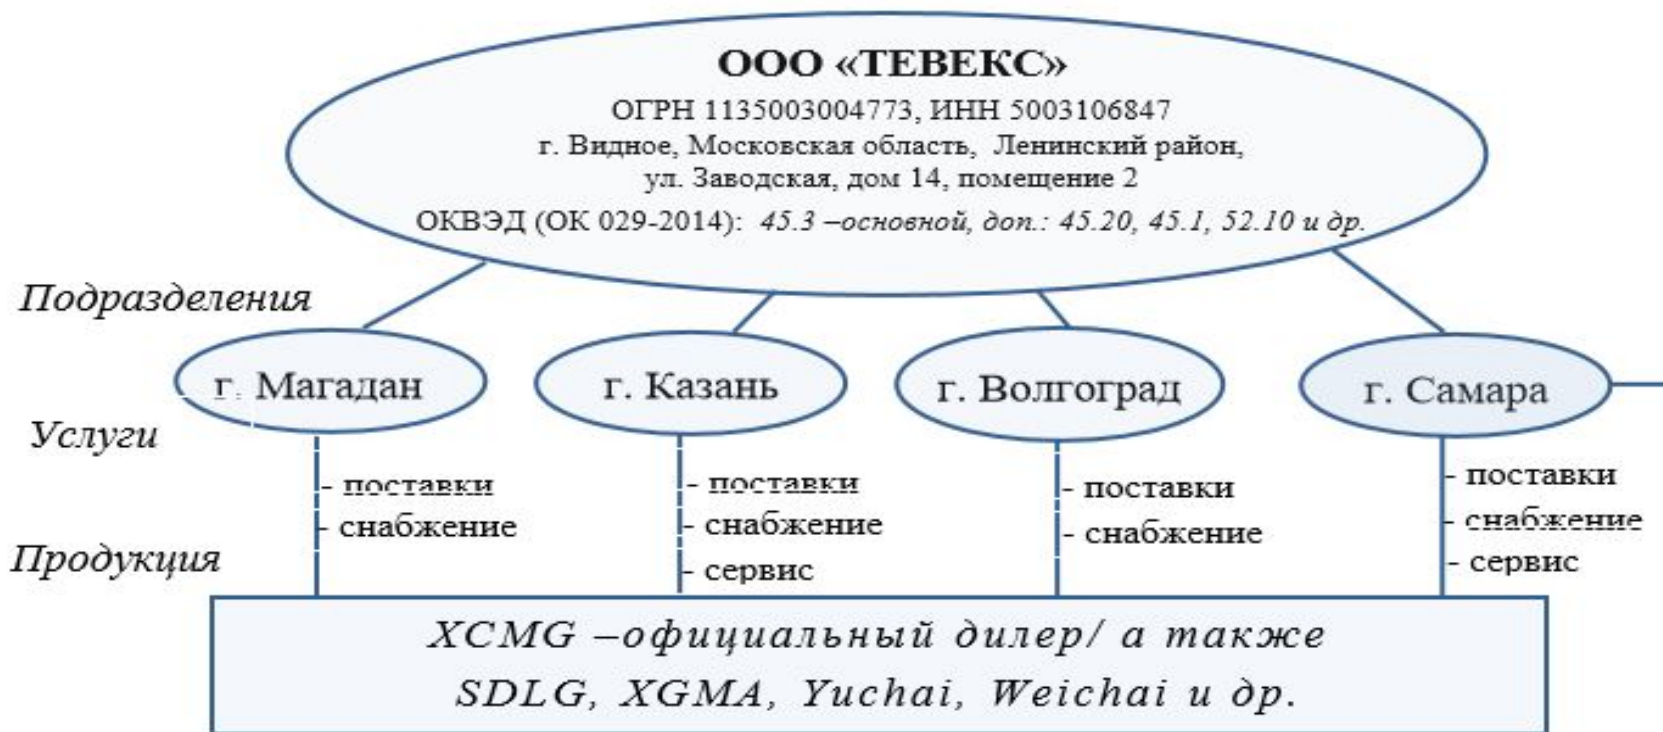 ООО «ТЕВЕКС»
ОГРН 1135003004773, ИНН 5003106847
г. Видное, Московская область, Ленинский район,
ул. Заводская, дом 14, помещение 2
ОКВЭД (ОК 029-2014): 45.3 –основной, доп.: 45.20, 45.1, 52.10 и др.
Подразделения
г. Магадан
г. Казань
г. Волгоград
г. Самара
Услуги
- поставки
- снабжение
- поставки
- снабжение
- сервис
- поставки
- снабжение
- поставки
- снабжение
- сервис
Продукция
XCMG –официальный дилер/ а также
SDLG, XGMA, Yuchai, Weichai и др.